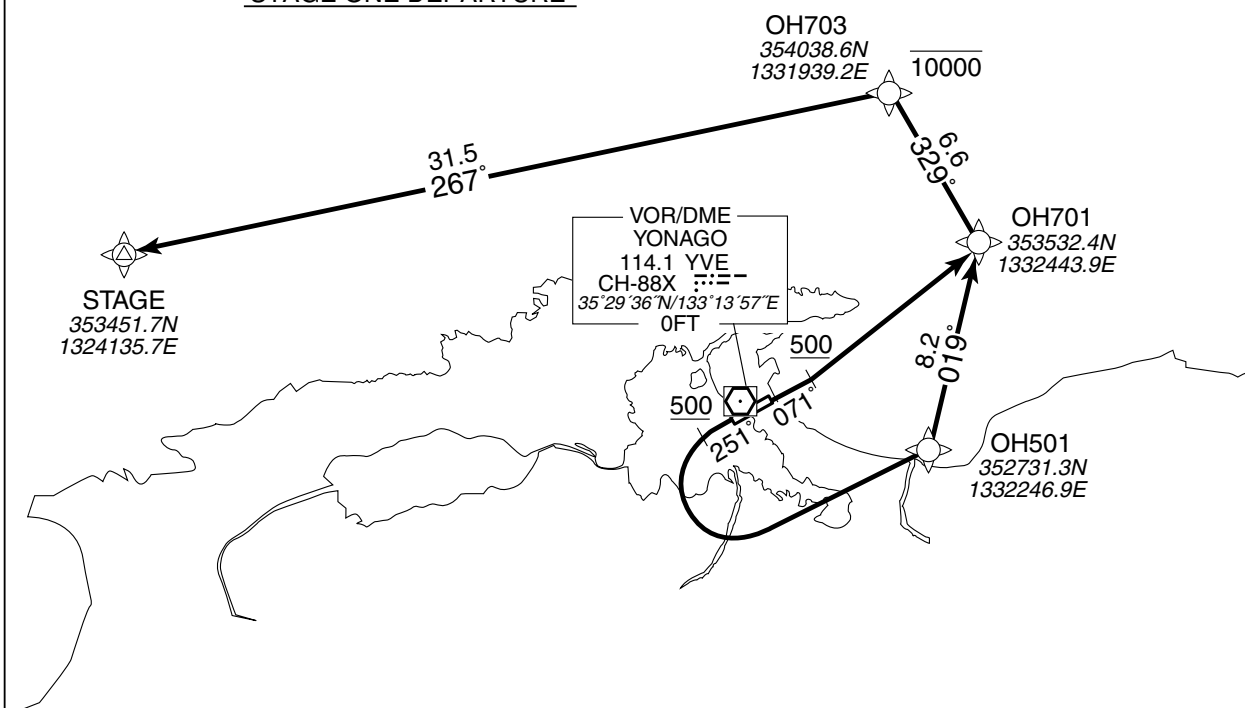 STAGE ONE DEPARTURE
OH703
354038.6N
1331939.2E
10000
31.5
267°
6.6
329°
VOR/DME
YONAGO
114.1 YVE
CH-88X
35°29´36˝N/133°13´57˝E
0FT
OH701
353532.4N
1332443.9E
STAGE
353451.7N
1324135.7E
500
071°
500
251°
8.2
019°
OH501
352731.3N
1332246.9E